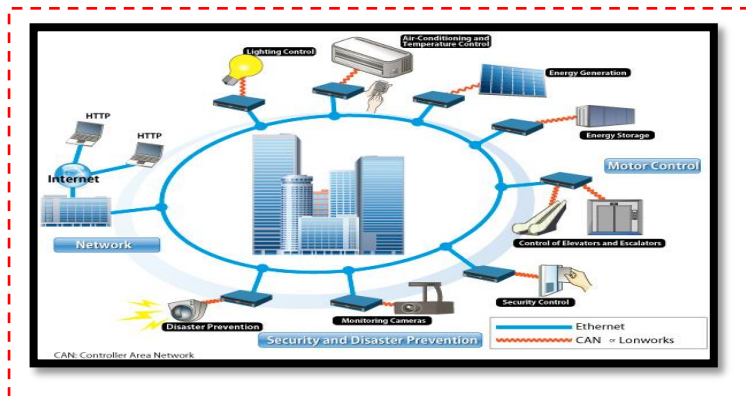 Lighting Control
Air-Conditioning and
Temperature Control
Energy Generation
HTTP
HTTP
Energy Storage
Internet
Motor Control
Network
Control of Elevators and Escalators
Security Control
Disaster Prevention
Monitoring Cameras
Security and Disaster Prevention
Ethernet
CAN or Lonworks
CAN: Controller Area Network